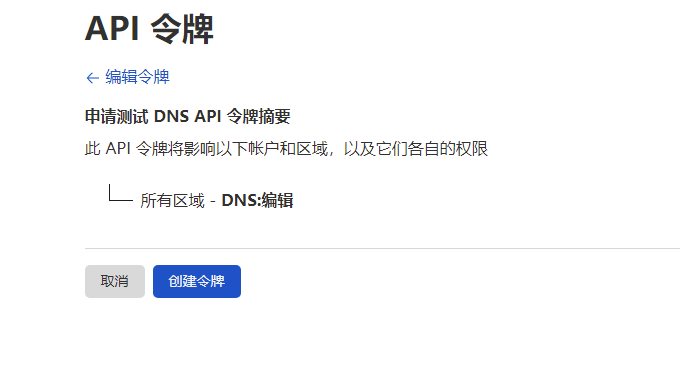 API 令牌
← 编辑令牌
申请测试 DNS API 令牌摘要
此 API 令牌将影响以下帐户和区域，以及它们各自的权限
所有区域 - DNS:编辑
取消 创建令牌